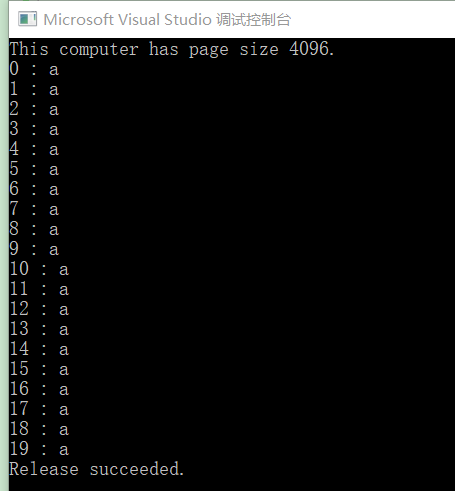 Microsoft Visual Studio 调试控制台
This computer has page size 4096.
0 : a
1 : a
2 : a
3 : a
4 : a
5 : a
6 : a
7 : a
8 : a
9 : a
10 : a
11 : a
12 : a
13 : a
14 : a
15 : a
16 : a
17 : a
18 : a
19 : a
Release succeeded.